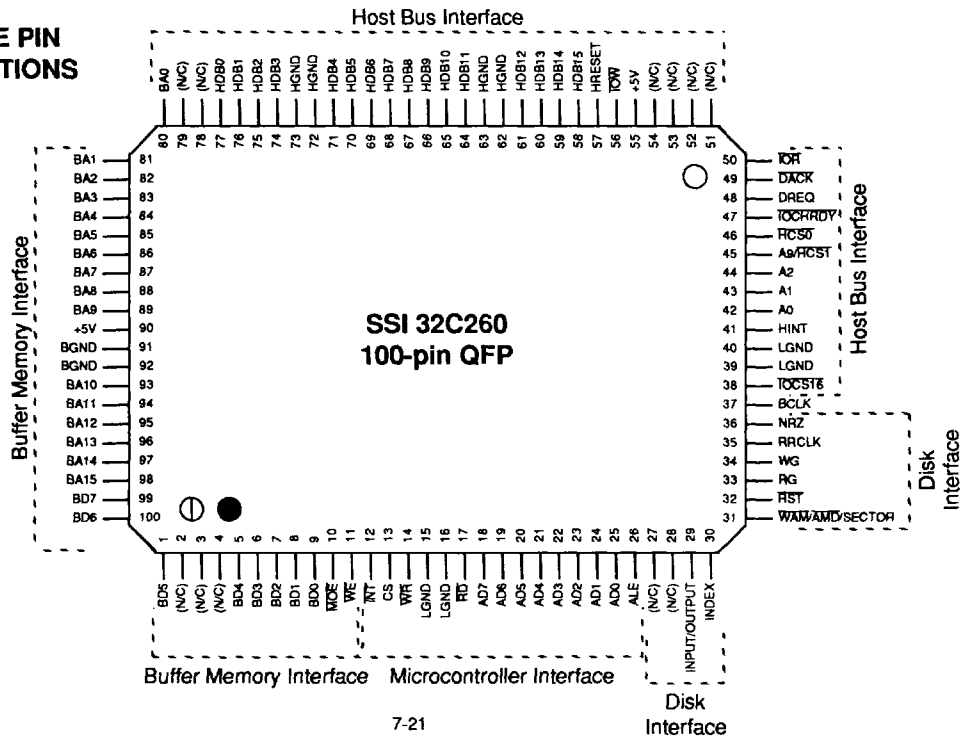 E PIN
TIONS
Host Bus Interface
BA0 (N/C) (N/C) HDB0 HDB1 HDB2 HDB3 HGND HGND HDB4 HDB5 HDB6 HDB7 HDB8 HDB9 HDB10 HDB11 HGND HGND HDB12 HDB13 HDB14 HDB15 HRESET IOW +5V (N/C) (N/C) (N/C) (N/C)
80 79 78 77 76 75 74 73 72 71 70 69 68 67 66 65 64 63 62 61 60 59 58 57 56 55 54 53 52 51
BA1 81
BA2 82
BA3 83
BA4 84
BA5 85
BA6 86
BA7 87
BA8 88
BA9 89
+5V 90
BGND 91
BGND 92
BA10 93
BA11 94
BA12 95
BA13 96
BA14 97
BA15 98
BD7 99
BD6 100
Buffer Memory Interface
SSI 32C260
100-pin QFP
50 IOR
49 DACK
48 DREQ
47 IOCHRDY
46 HCS0
45 A9/HCS1
44 A2
43 A1
42 A0
41 HINT
40 LGND
39 LGND
38 IOCS16
37 BCLK
36 NRZ
35 RRCLK
34 WG
33 RG
32 RST
31 WAM/AMD/SECTOR
Host Bus Interface
Disk
Interface
1 2 3 4 5 6 7 8 9 10 11 12 13 14 15 16 17 18 19 20 21 22 23 24 25 26 27 28 29 30
BD5 (N/C) (N/C) (N/C) BD4 BD3 BD2 BD1 BD0 MOE WE INT CS WR LGND LGND RD AD7 AD6 AD5 AD4 AD3 AD2 AD1 AD0 ALE (N/C) (N/C) INPUT/OUTPUT INDEX
Buffer Memory Interface
Microcontroller Interface
Disk
Interface
7-21